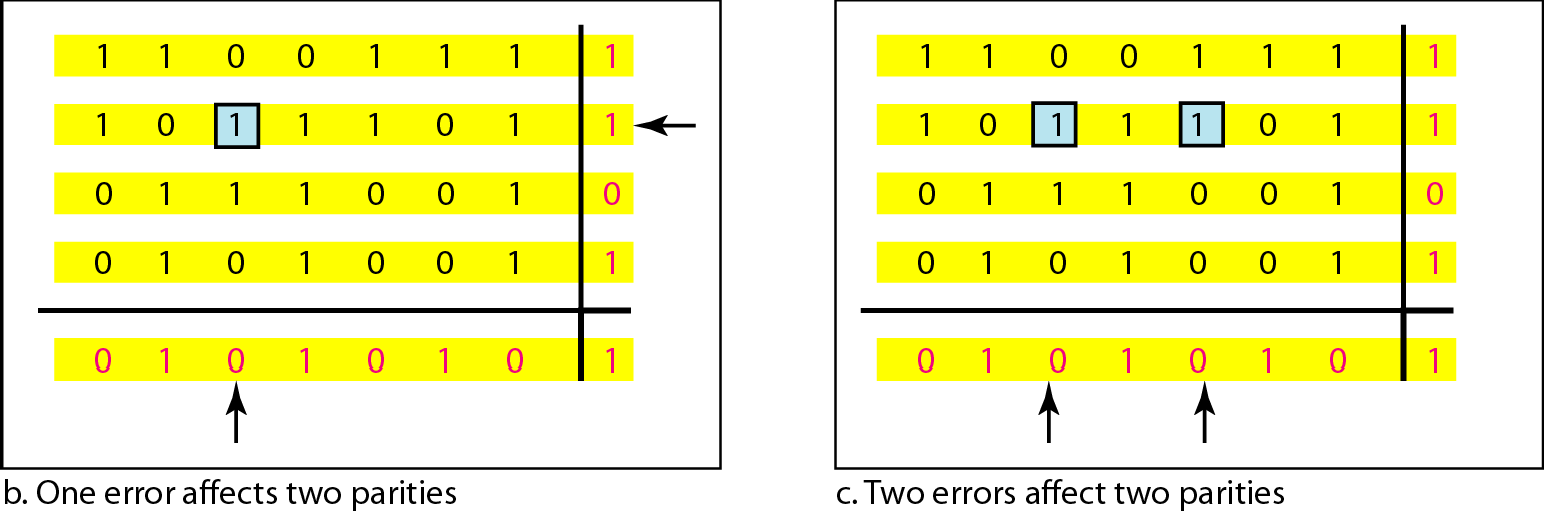 1 1 0 0 1 1 1 1
1 0 1 1 1 0 1 1
0 1 1 1 0 0 1 0
0 1 0 1 0 0 1 1
0 1 0 1 0 1 0 1
b. One error affects two parities
1 1 0 0 1 1 1 1
1 0 1 1 1 0 1 1
0 1 1 1 0 0 1 0
0 1 0 1 0 0 1 1
0 1 0 1 0 1 0 1
c. Two errors affect two parities